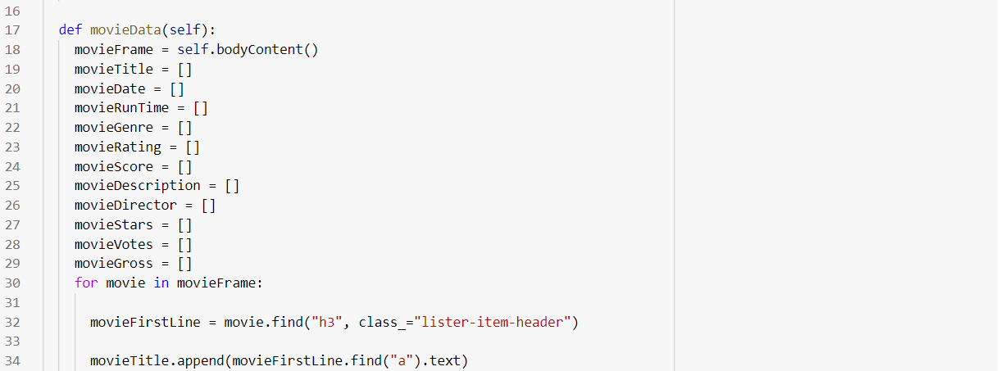 16
17 def movieData(self):
18 movieFrame = self.bodyContent()
19 movieTitle = []
20 movieDate = []
21 movieRunTime = []
22 movieGenre = []
23 movieRating = []
24 movieScore = []
25 movieDescription = []
26 movieDirector = []
27 movieStars = []
28 movieVotes = []
29 movieGross = []
30 for movie in movieFrame:
31
32 movieFirstLine = movie.find("h3", class_="lister-item-header")
33
34 movieTitle.append(movieFirstLine.find("a").text)